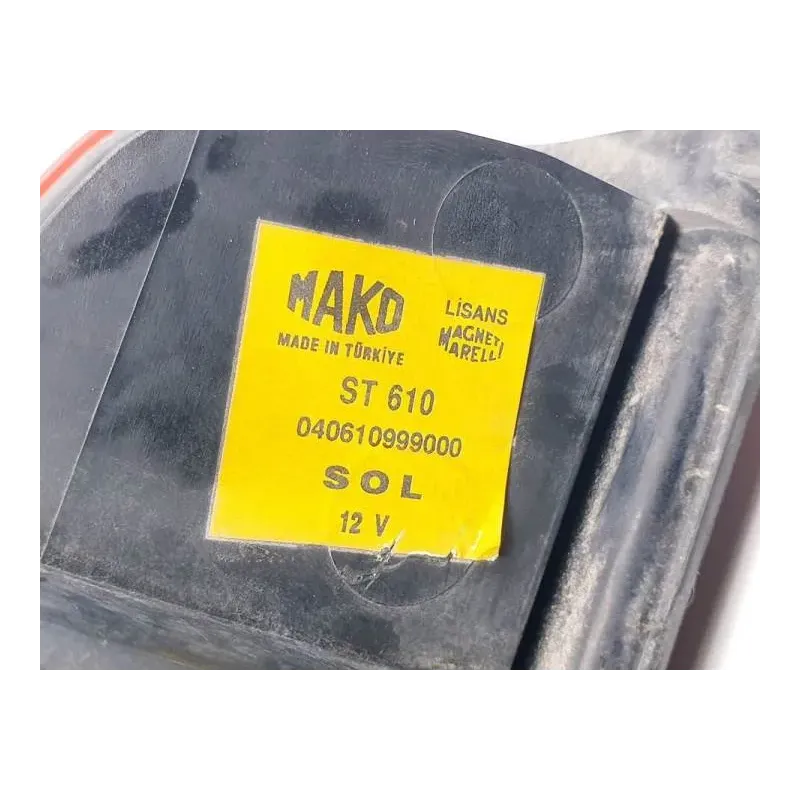 MAKO
MADE IN TÜRKİYE
LİSANS
MAGNETI
MARELLI
ST 610
040610999000
SOL
12 V